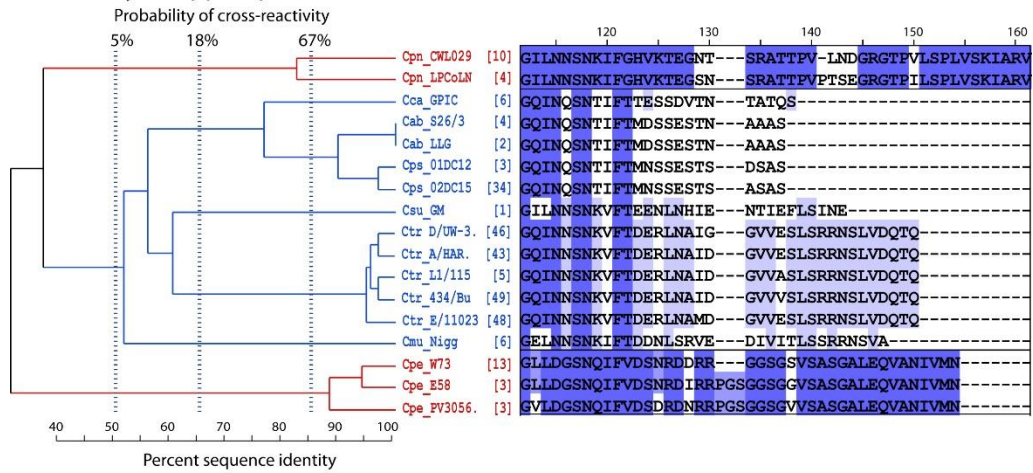 Probability of cross-reactivity
5% 18% 67%
120 130 140 150 160
Cpn_CWL029 [10] GILNNSNKIFGHVKTEGNT---SRATTPV-LNDGRGTPVLSPLVSKIARV
Cpn_LPCoLN [4] GILNNSNKIFGHVKTEGSN---SRATTPVPTSEGRGTPILSPLVSKIARV
Cca_GPIC [6] GQINQSNTIFTTESSDVTN---TATQS-----------------------
Cab_S26/3 [4] GQINQSNTIFTMDSSESTN---AAAS------------------------
Cab_LLG [2] GQINQSNTIFTMDSSESTN---AAAS------------------------
Cps_01DC12 [3] GQINQSNTIFTMNSSESTS---DSAS------------------------
Cps_02DC15 [34] GQINQSNTIFTMNSSESTS---ASAS------------------------
Csu_GM [1] GILNNSNKVFTEENLNHIE---NTIEFLSINE------------------
Ctr_D/UW-3. [46] GQINNSNKVFTDERLNAIG---GVVESLSRRNSLVDQTQ-----------
Ctr_A/HAR. [43] GQINNSNKVFTDERLNAID---GVVESLSRRNSLVDQTQ-----------
Ctr_L1/115 [5] GQINNSNKVFTDERLNAID---GVVASLSRRNSLVDQTQ-----------
Ctr_434/Bu [49] GQINNSNKVFTDERLNAID---GVVVSLSRRNSLVDQTQ-----------
Ctr_E/11023 [48] GQINNSNKVFTDERLNAMD---GVVESLSRRNSLVDQTQ-----------
Cmu_Nigg [6] GELNNSNKIFTDDNLSRVE---DIVITLSSRRNSVA--------------
Cpe_W73 [13] GLLDGSNQIFVDSNRDDRR---GGSGSVSASGALEQVANIVMN-------
Cpe_E58 [3] GLLDGSNQIFVDSNRDIRRPGSGGSGGVSASGALEQVANIVMN-------
Cpe_PV3056. [3] GVLDGSNQIFVDSDRDNRRPGSGGSGVVSASGALEQVANIVMN-------
40 50 60 70 80 90 100
Percent sequence identity